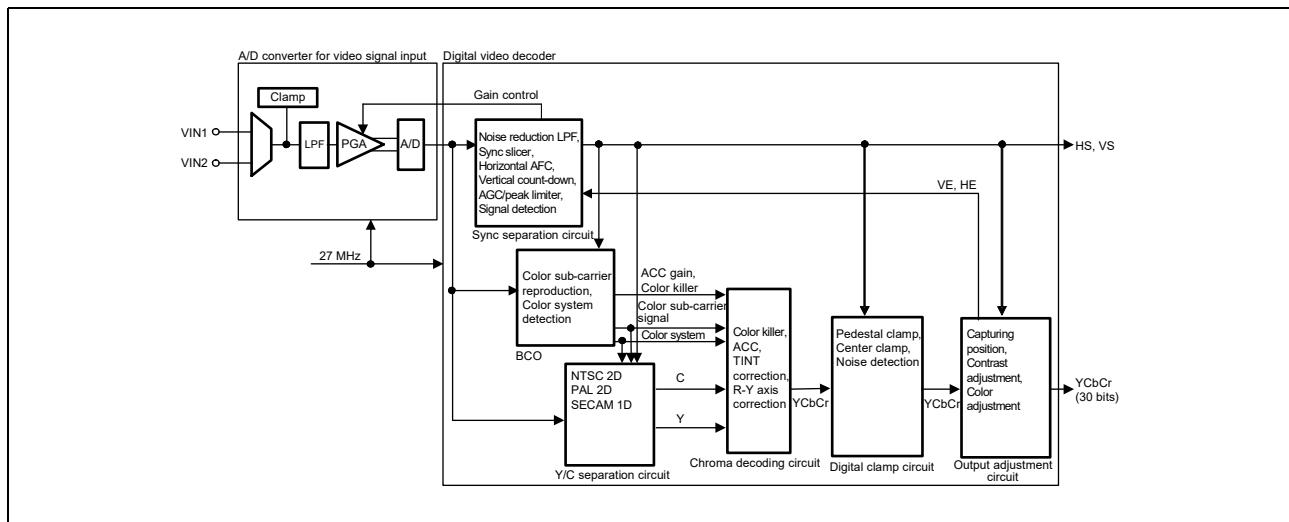 A/D converter for video signal input
Digital video decoder
Clamp
Gain control
VIN1
VIN2
LPF
PGA
A/D
Noise reduction LPF,
Sync slicer,
Horizontal AFC,
Vertical count-down,
AGC/peak limiter,
Signal detection
Sync separation circuit
HS, VS
VE, HE
27 MHz
Color sub-carrier
reproduction,
Color system
detection
BCO
ACC gain,
Color killer
Color sub-carrier
signal
Color system
NTSC 2D
PAL 2D
SECAM 1D
Y/C separation circuit
C
Y
Color killer,
ACC,
TINT
correction,
R-Y axis
correction
Chroma decoding circuit
YCbCr
Pedestal clamp,
Center clamp,
Noise detection
Digital clamp circuit
YCbCr
Capturing
position,
Contrast
adjustment,
Color
adjustment
Output adjustment
circuit
YCbCr
(30 bits)